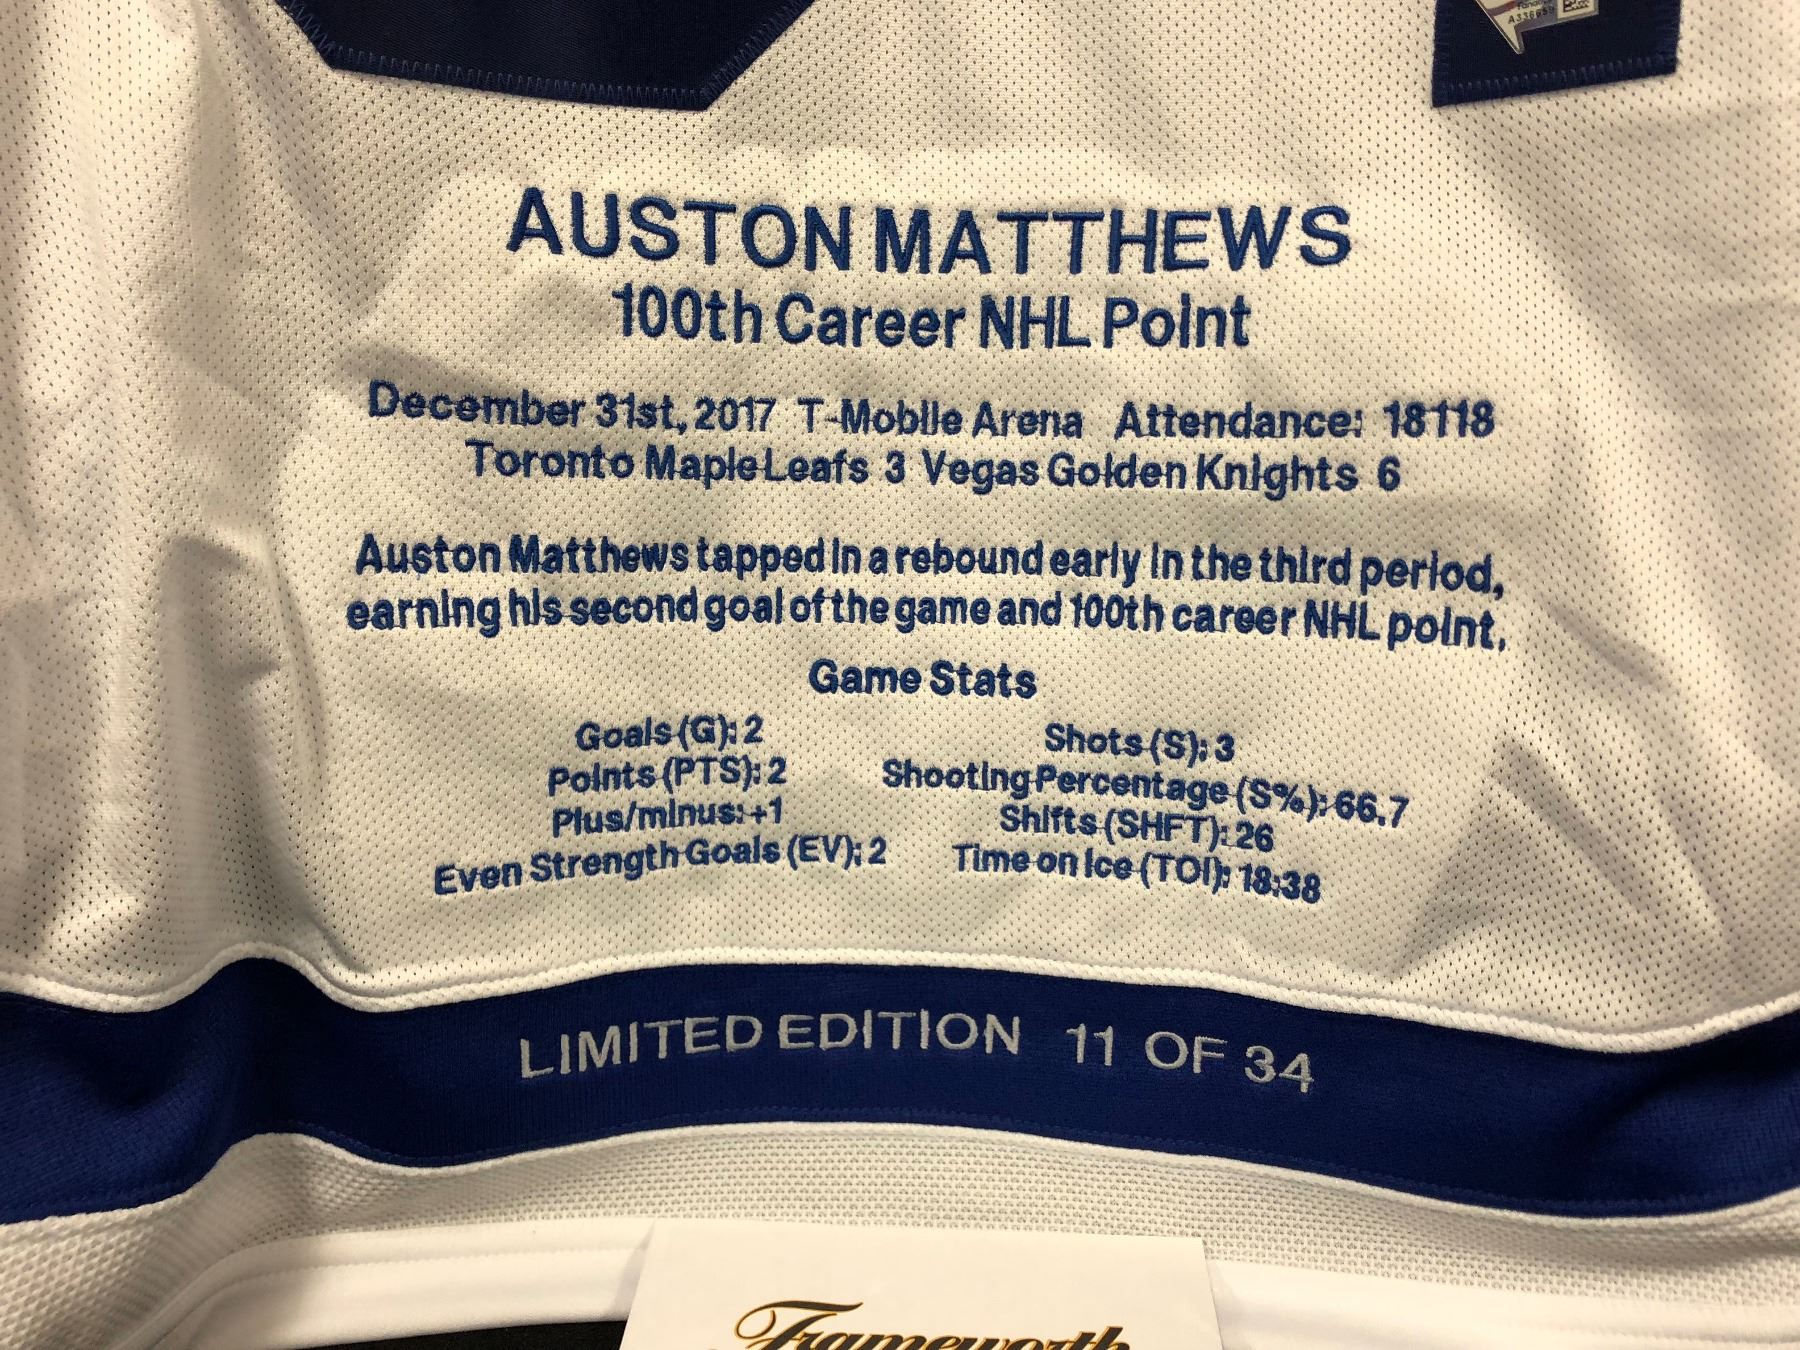 AUSTON MATTHEWS
100th Career NHL Point
December 31st, 2017 T-Mobile Arena Attendance: 18118
Toronto Maple Leafs 3 Vegas Golden Knights 6
Auston Matthews tapped in a rebound early in the third period,
earning his second goal of the game and 100th career NHL point.
Game Stats
Goals (G): 2
Points (PTS): 2
Plus/minus: +1
Even Strength Goals (EV): 2
Shots (S): 3
Shooting Percentage (S%): 66.7
Shifts (SHFT): 26
Time on Ice (TOI): 18:38
LIMITED EDITION 11 OF 34
Frameworth